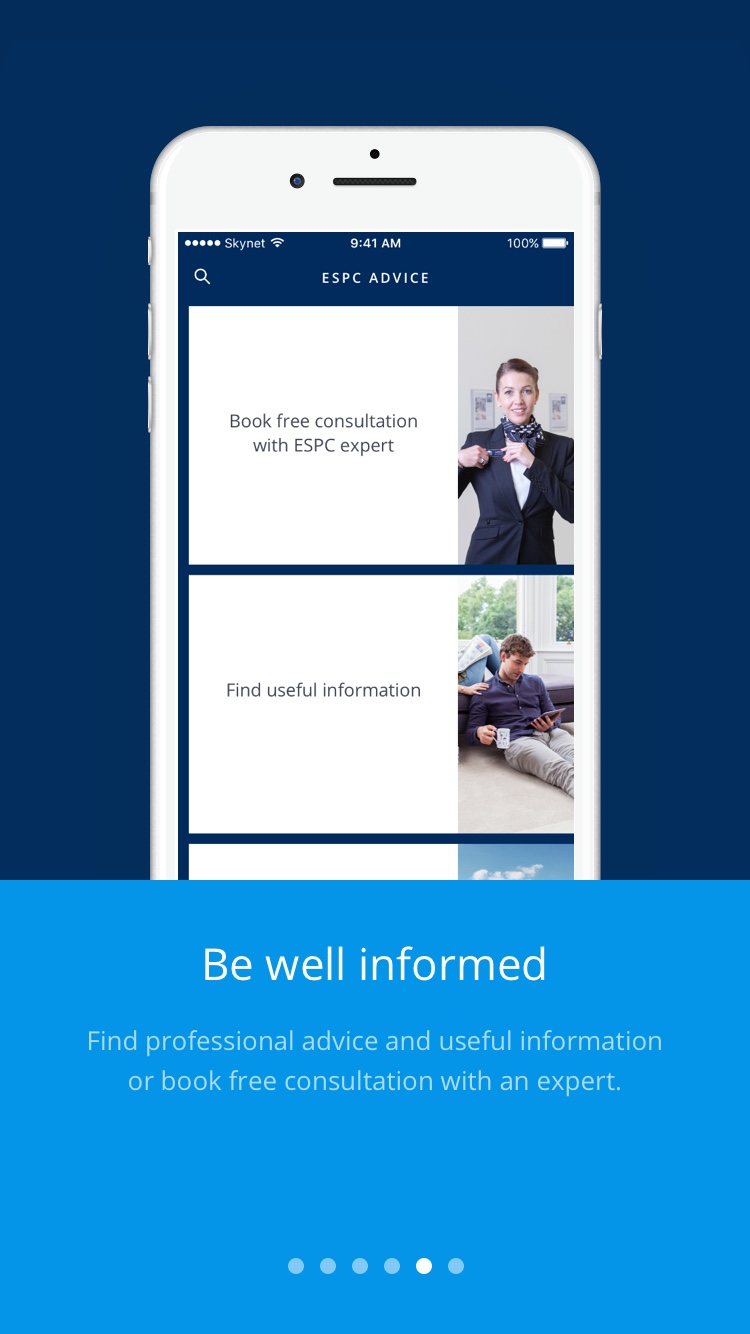 Skynet 9:41 AM 100%
ESPC ADVICE
Book free consultation
with ESPC expert
Find useful information
Be well informed
Find professional advice and useful information
or book free consultation with an expert.